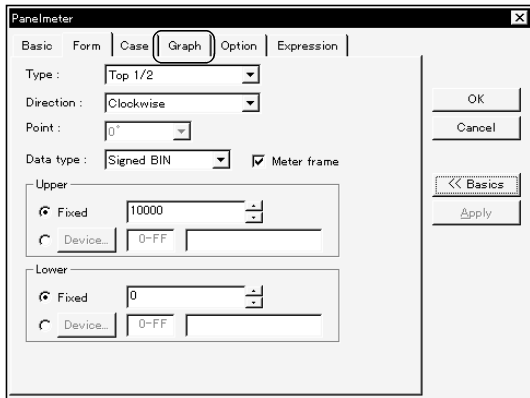 Panelmeter
Basic Form Case Graph Option Expression
Type : Top 1/2
Direction : Clockwise
Point : 0°
Data type : Signed BIN Meter frame
Upper
Fixed 10000
Device... 0-FF
Lower
Fixed 0
Device... 0-FF
OK
Cancel
<< Basics
Apply